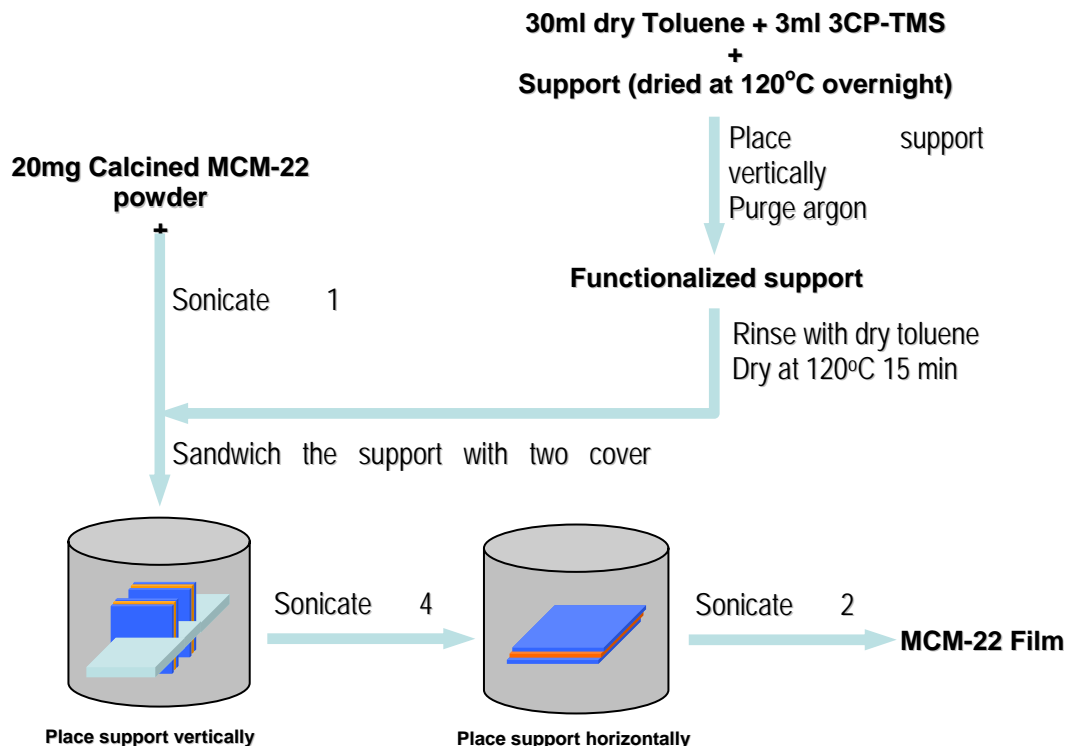 30ml dry Toluene + 3ml 3CP-TMS
+
Support (dried at 120°C overnight)
Place support
vertically
Purge argon
20mg Calcined MCM-22
powder
+
Functionalized support
Sonicate 1
Rinse with dry toluene
Dry at 120ºC 15 min
Sandwich the support with two cover
Sonicate 4
Sonicate 2
MCM-22 Film
Place support vertically
Place support horizontally